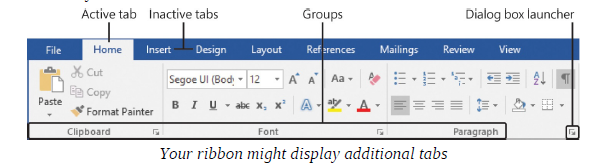 Active tab Inactive tabs Groups Dialog box launcher
File Home Insert Design Layout References Mailings Review View
Cut
Copy
Format Painter
Paste
Segoe UI (Body 12 A A Aa A
B I U abc X₂ X² A ab A
Clipboard Font Paragraph
Your ribbon might display additional tabs